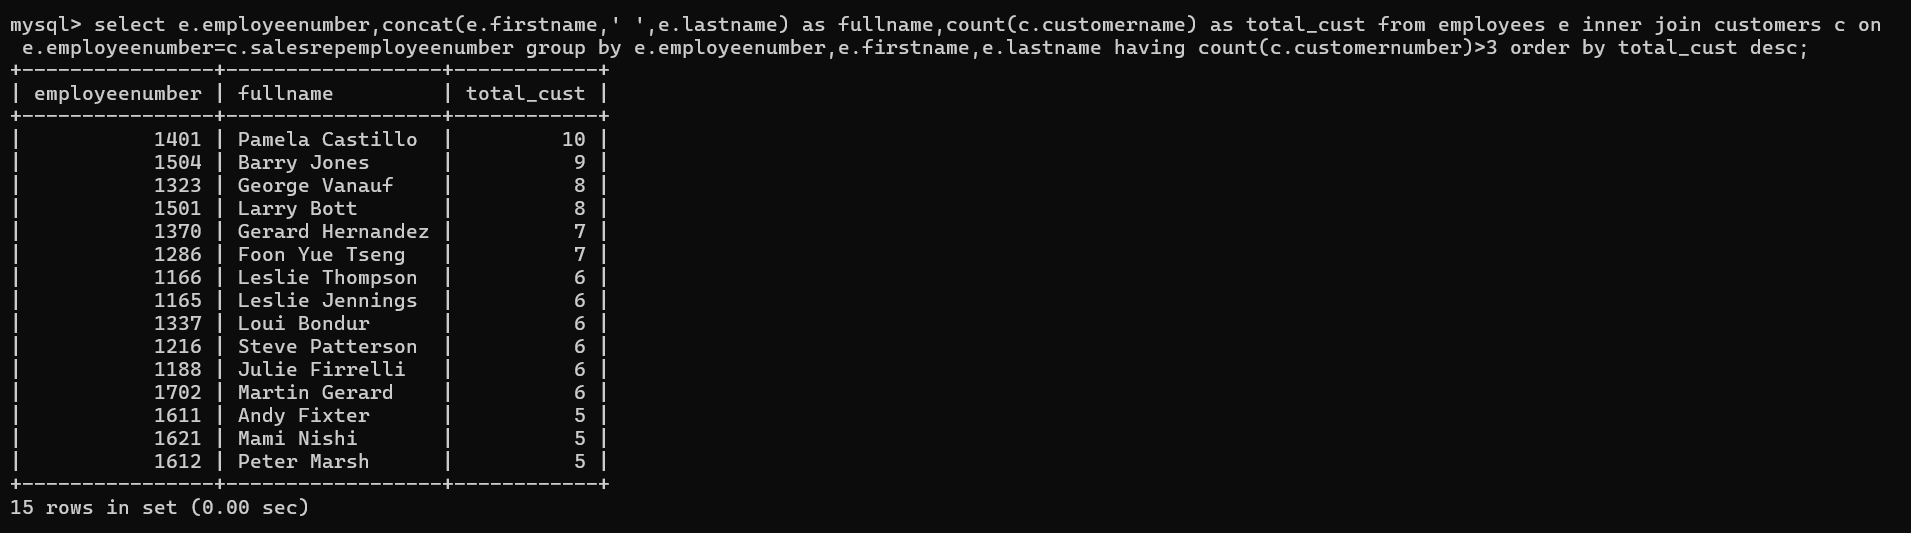 mysql> select e.employeenumber,concat(e.firstname,' ',e.lastname) as fullname,count(c.customername) as total_cust from employees e inner join customers c on
 e.employeenumber=c.salesrepemployeenumber group by e.employeenumber,e.firstname,e.lastname having count(c.customernumber)>3 order by total_cust desc;
+----------------+------------------+------------+
| employeenumber | fullname         | total_cust |
+----------------+------------------+------------+
|           1401 | Pamela Castillo  |         10 |
|           1504 | Barry Jones      |          9 |
|           1323 | George Vanauf    |          8 |
|           1501 | Larry Bott       |          8 |
|           1370 | Gerard Hernandez |          7 |
|           1286 | Foon Yue Tseng   |          7 |
|           1166 | Leslie Thompson  |          6 |
|           1165 | Leslie Jennings  |          6 |
|           1337 | Loui Bondur      |          6 |
|           1216 | Steve Patterson  |          6 |
|           1188 | Julie Firrelli   |          6 |
|           1702 | Martin Gerard    |          6 |
|           1611 | Andy Fixter      |          5 |
|           1621 | Mami Nishi       |          5 |
|           1612 | Peter Marsh      |          5 |
+----------------+------------------+------------+
15 rows in set (0.00 sec)